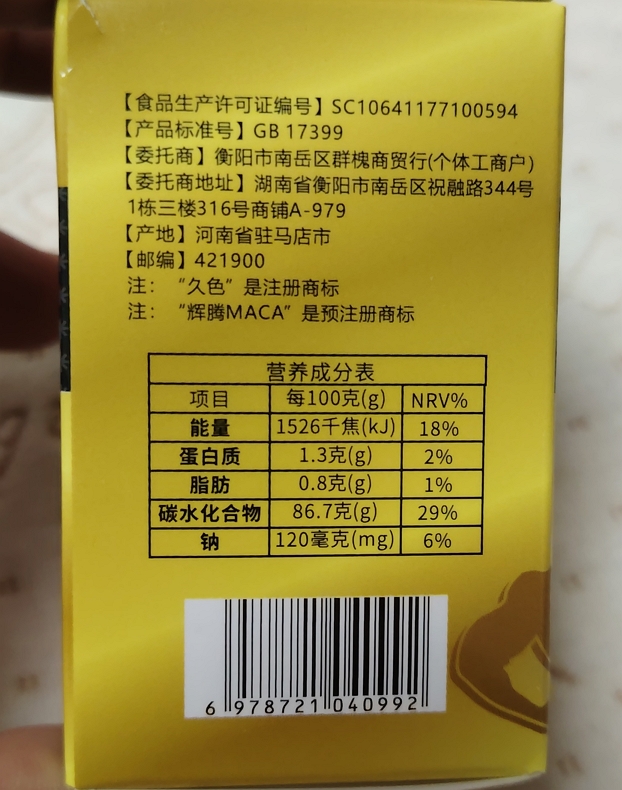 【食品生产许可证编号】SC10641177100594
【产品标准号】GB 17399
【委托商】衡阳市南岳区群槐商贸行(个体工商户)
【委托商地址】湖南省衡阳市南岳区祝融路344号
1栋三楼316号商铺A-979
【产地】河南省驻马店市
【邮编】421900
注：“久色”是注册商标
注：“辉腾MACA”是预注册商标
营养成分表
项目 每100克(g) NRV%
能量 1526千焦(kJ) 18%
蛋白质 1.3克(g) 2%
脂肪 0.8克(g) 1%
碳水化合物 86.7克(g) 29%
钠 120毫克(mg) 6%
6 978721 040992